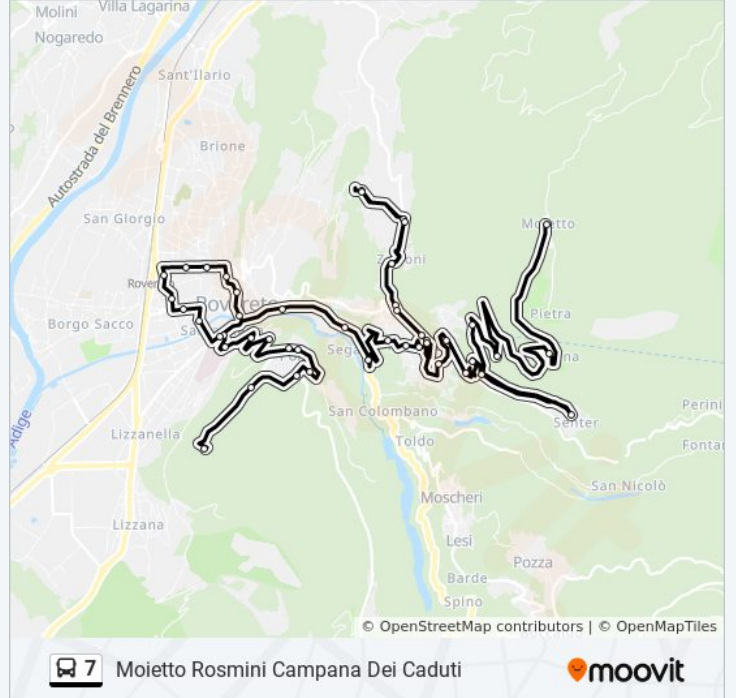 Molini
Villa Lagarina
Nogaredo
Sant'Ilario
Autostrada del Brennero
Brione
San Giorgio
Zaffoni
Moietto
Rovereto
Pietra
Borgo Sacco
San Colombano
Senter
Perini
Lizzanella
Toldo
Fontan
Adige
San Nicolò
Moscheri
Lizzana
Lesi
Pozza
Barde
Spino
© OpenStreetMap contributors | © OpenMapTiles
7 Moietto Rosmini Campana Dei Caduti
moovit